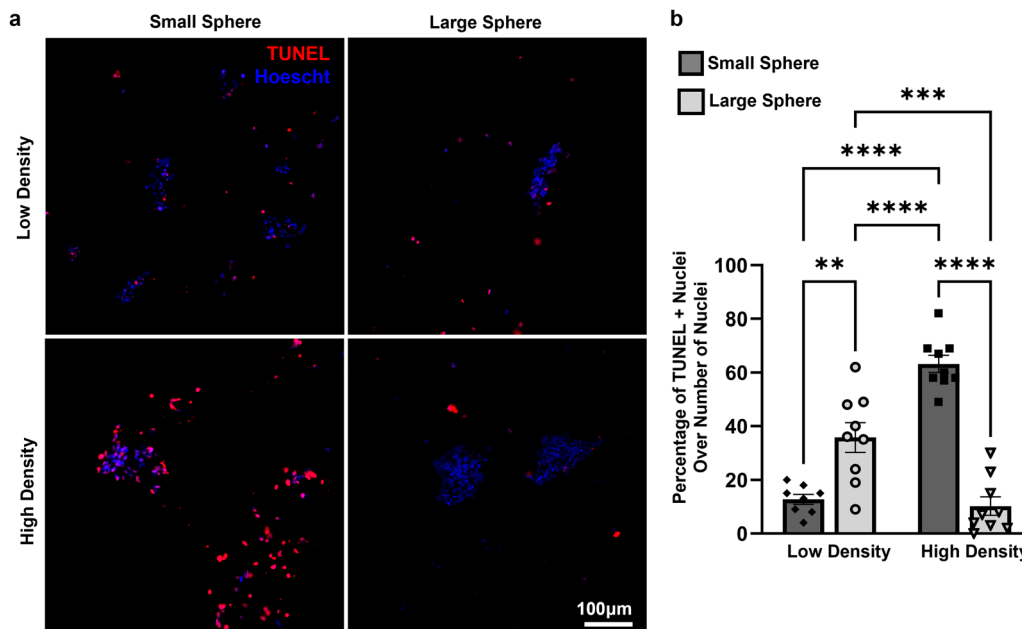 a
Small Sphere
Large Sphere
TUNEL
Hoescht
Low Density
High Density
100µm
b
Small Sphere
Large Sphere
***
****
****
**
****
Percentage of TUNEL + Nuclei
Over Number of Nuclei
100
80
60
40
20
0
Low Density
High Density